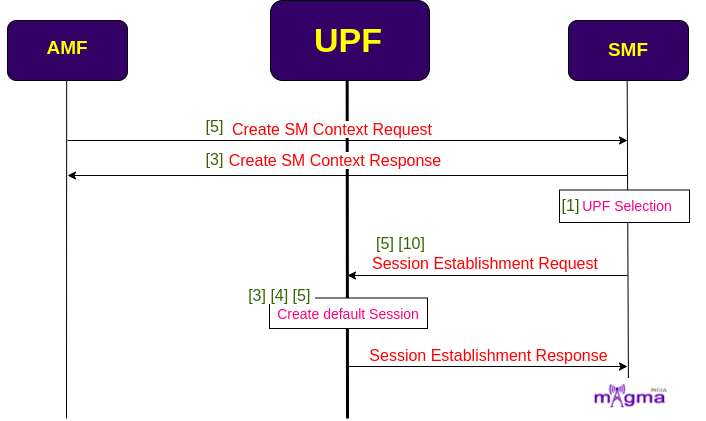 AMF
UPF
SMF
[5] Create SM Context Request
[3] Create SM Context Response
[1] UPF Selection
[5] [10]
Session Establishment Request
[3] [4] [5]
Create default Session
Session Establishment Response
INDIA
magma